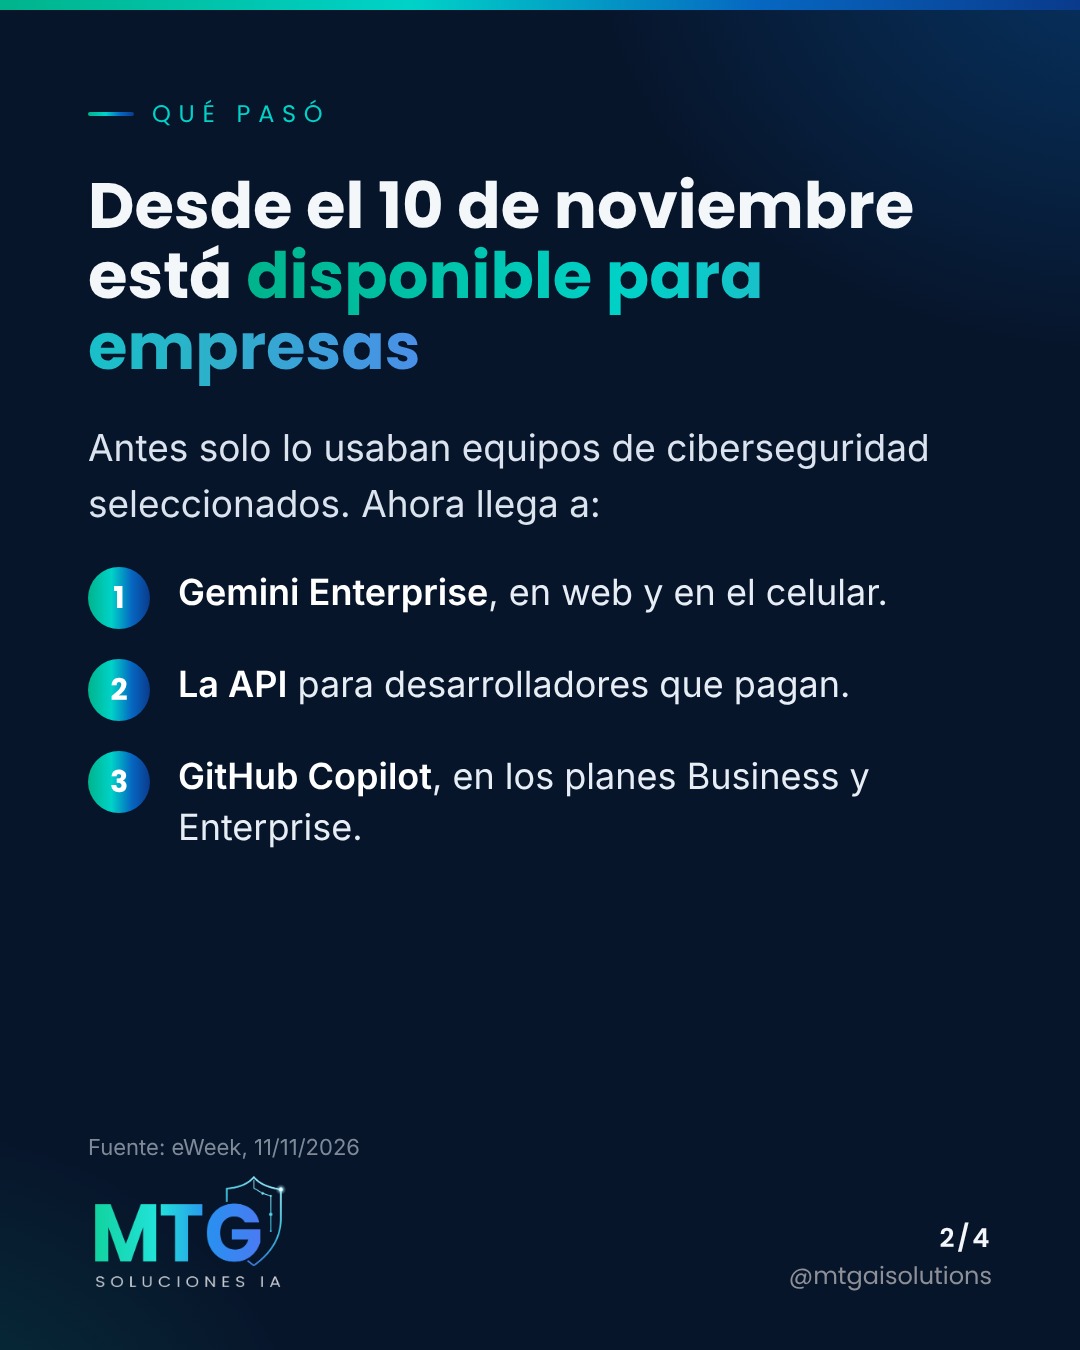 QUÉ PASÓ
Desde el 10 de noviembre
está disponible para
empresas
Antes solo lo usaban equipos de ciberseguridad
seleccionados. Ahora llega a:
1 Gemini Enterprise, en web y en el celular.
2 La API para desarrolladores que pagan.
3 GitHub Copilot, en los planes Business y
Enterprise.
Fuente: eWeek, 11/11/2026
MTG
SOLUCIONES IA
2/4
@mtgaisolutions